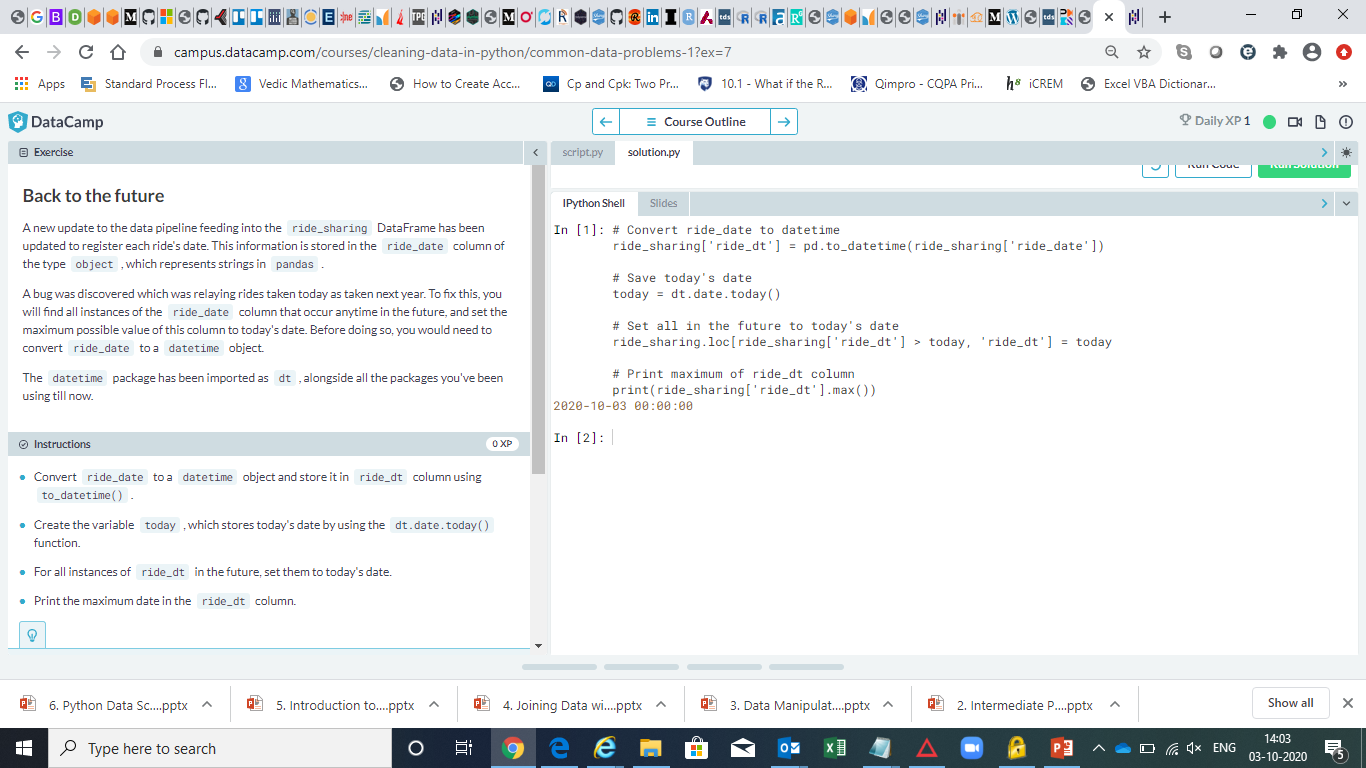 campus.datacamp.com/courses/cleaning-data-in-python/common-data-problems-1?ex=7
Apps
Standard Process Fl...
Vedic Mathematics...
How to Create Acc...
Cp and Cpk: Two Pr...
10.1 - What if the R...
Qimpro - CQPA Pri...
iCREM
Excel VBA Dictionar...
»
DataCamp
Course Outline
Daily XP 1
Exercise
Back to the future
A new update to the data pipeline feeding into the ride_sharing DataFrame has been
updated to register each ride's date. This information is stored in the ride_date column of
the type object , which represents strings in pandas .
A bug was discovered which was relaying rides taken today as taken next year. To fix this, you
will find all instances of the ride_date column that occur anytime in the future, and set the
maximum possible value of this column to today's date. Before doing so, you would need to
convert ride_date to a datetime object.
The datetime package has been imported as dt , alongside all the packages you've been
using till now.
Instructions
0 XP
Convert ride_date to a datetime object and store it in ride_dt column using
to_datetime() .
Create the variable today , which stores today's date by using the dt.date.today()
function.
For all instances of ride_dt in the future, set them to today's date.
Print the maximum date in the ride_dt column.
script.py
solution.py
Run Code
Run Solution
IPython Shell
Slides
In [1]: # Convert ride_date to datetime
ride_sharing['ride_dt'] = pd.to_datetime(ride_sharing['ride_date'])
# Save today's date
today = dt.date.today()
# Set all in the future to today's date
ride_sharing.loc[ride_sharing['ride_dt'] > today, 'ride_dt'] = today
# Print maximum of ride_dt column
print(ride_sharing['ride_dt'].max())
2020-10-03 00:00:00
In [2]:
6. Python Data Sc....pptx
5. Introduction to....pptx
4. Joining Data wi....pptx
3. Data Manipulat....pptx
2. Intermediate P....pptx
Show all
Type here to search
ENG
14:03
03-10-2020
5